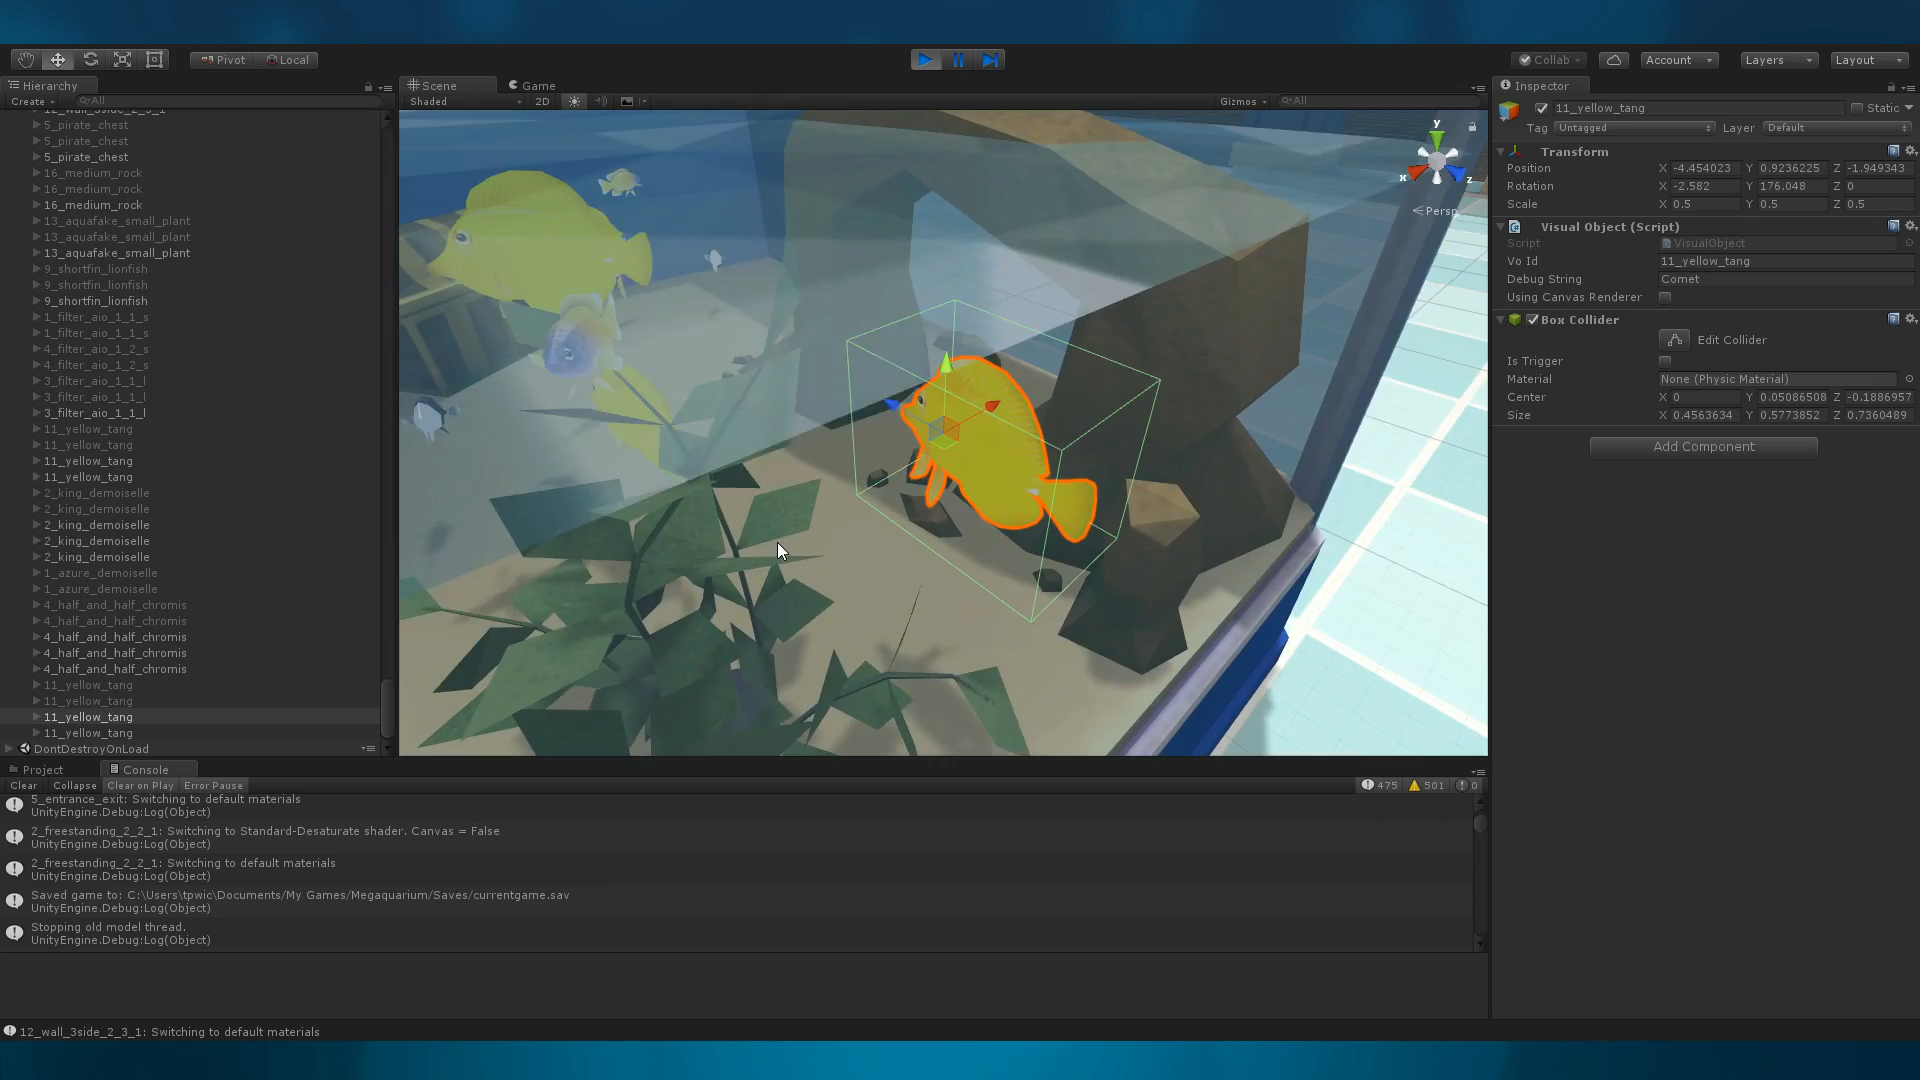 Pivot
Local
Collab
Account
Layers
Layout
Hierarchy
Create
All
12_wall_3side_2_3_1
5_pirate_chest
5_pirate_chest
5_pirate_chest
16_medium_rock
16_medium_rock
16_medium_rock
13_aquafake_small_plant
13_aquafake_small_plant
13_aquafake_small_plant
9_shortfin_lionfish
9_shortfin_lionfish
9_shortfin_lionfish
1_filter_aio_1_1_s
1_filter_aio_1_1_s
4_filter_aio_1_2_s
4_filter_aio_1_2_s
3_filter_aio_1_1_l
3_filter_aio_1_1_l
3_filter_aio_1_1_l
11_yellow_tang
11_yellow_tang
11_yellow_tang
11_yellow_tang
2_king_demoiselle
2_king_demoiselle
2_king_demoiselle
2_king_demoiselle
2_king_demoiselle
1_azure_demoiselle
1_azure_demoiselle
4_half_and_half_chromis
4_half_and_half_chromis
4_half_and_half_chromis
4_half_and_half_chromis
4_half_and_half_chromis
11_yellow_tang
11_yellow_tang
11_yellow_tang
11_yellow_tang
DontDestroyOnLoad
Scene
Game
Shaded
2D
Gizmos
All
y
x
z
Persp
Inspector
11_yellow_tang
Static
Tag Untagged
Layer Default
Transform
Position X -4.454023 Y 0.9236225 Z -1.949343
Rotation X -2.582 Y 176.048 Z 0
Scale X 0.5 Y 0.5 Z 0.5
Visual Object (Script)
Script VisualObject
Vo Id 11_yellow_tang
Debug String Comet
Using Canvas Renderer
Box Collider
Edit Collider
Is Trigger
Material None (Physic Material)
Center X 0 Y 0.05086508 Z -0.1886957
Size X 0.4563634 Y 0.5773852 Z 0.7360489
Add Component
Project
Console
Clear
Collapse
Clear on Play
Error Pause
475
501
0
5_entrance_exit: Switching to default materials
UnityEngine.Debug:Log(Object)
2_freestanding_2_2_1: Switching to Standard-Desaturate shader. Canvas = False
UnityEngine.Debug:Log(Object)
2_freestanding_2_2_1: Switching to default materials
UnityEngine.Debug:Log(Object)
Saved game to: C:\Users\tpwic\Documents/My Games/Megaquarium/Saves/currentgame.sav
UnityEngine.Debug:Log(Object)
Stopping old model thread.
UnityEngine.Debug:Log(Object)
12_wall_3side_2_3_1: Switching to default materials